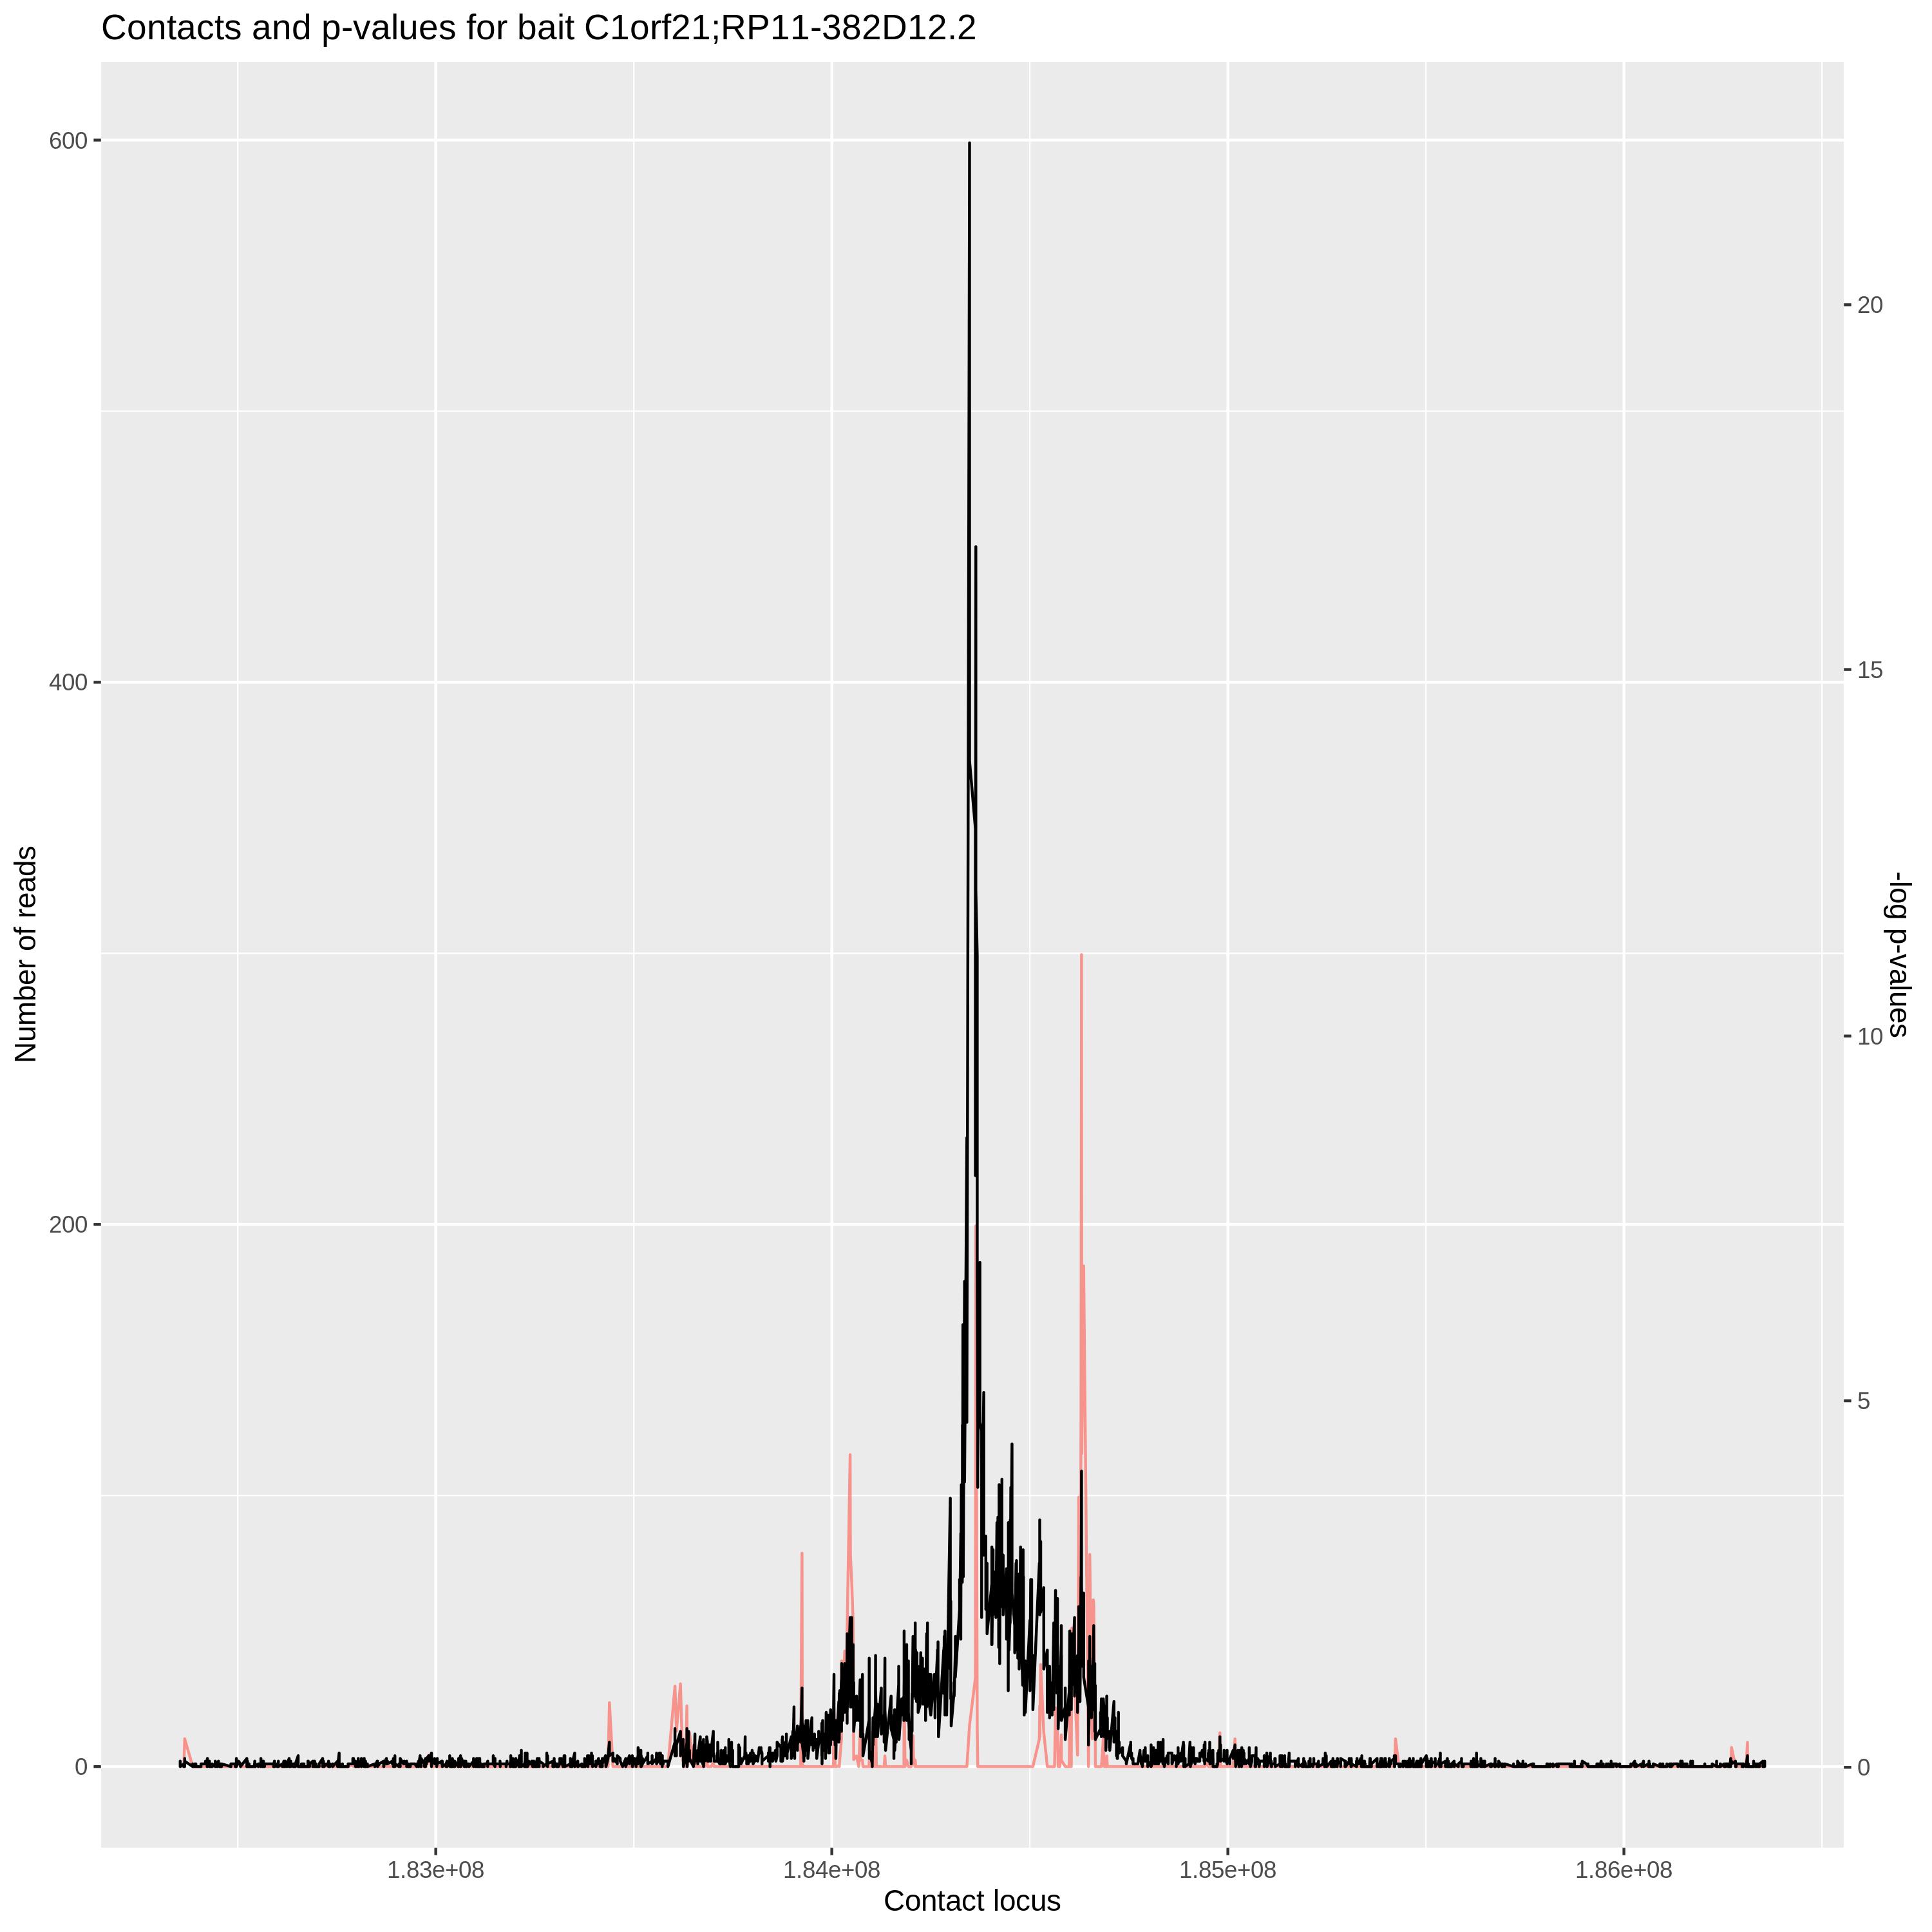 Contacts and p-values for bait C1orf21;RP11-382D12.2
600
400
200
0
Number of reads
20
15
10
5
0
-log p-values
1.83e+08
1.84e+08
1.85e+08
1.86e+08
Contact locus